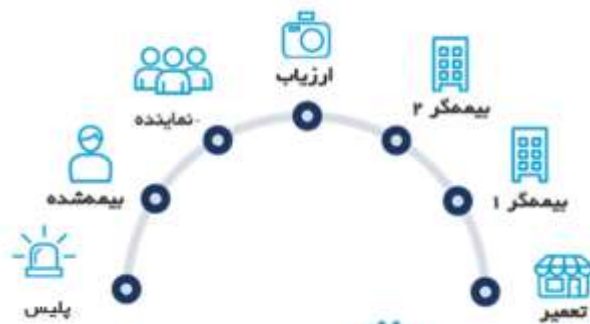 ارزیاب
بیمه‌گر ۲
نماینده
بیمه‌گر ۱
بیمه‌شده
تعمیر
پلیس